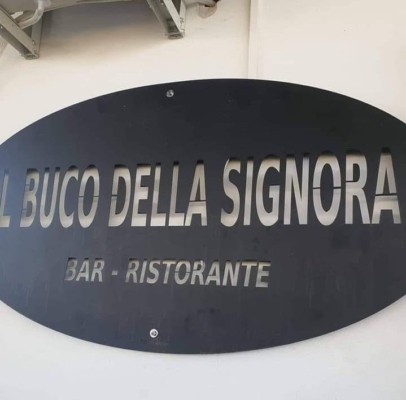 L BUCO DELLA SIGNORA
BAR - RISTORANTE